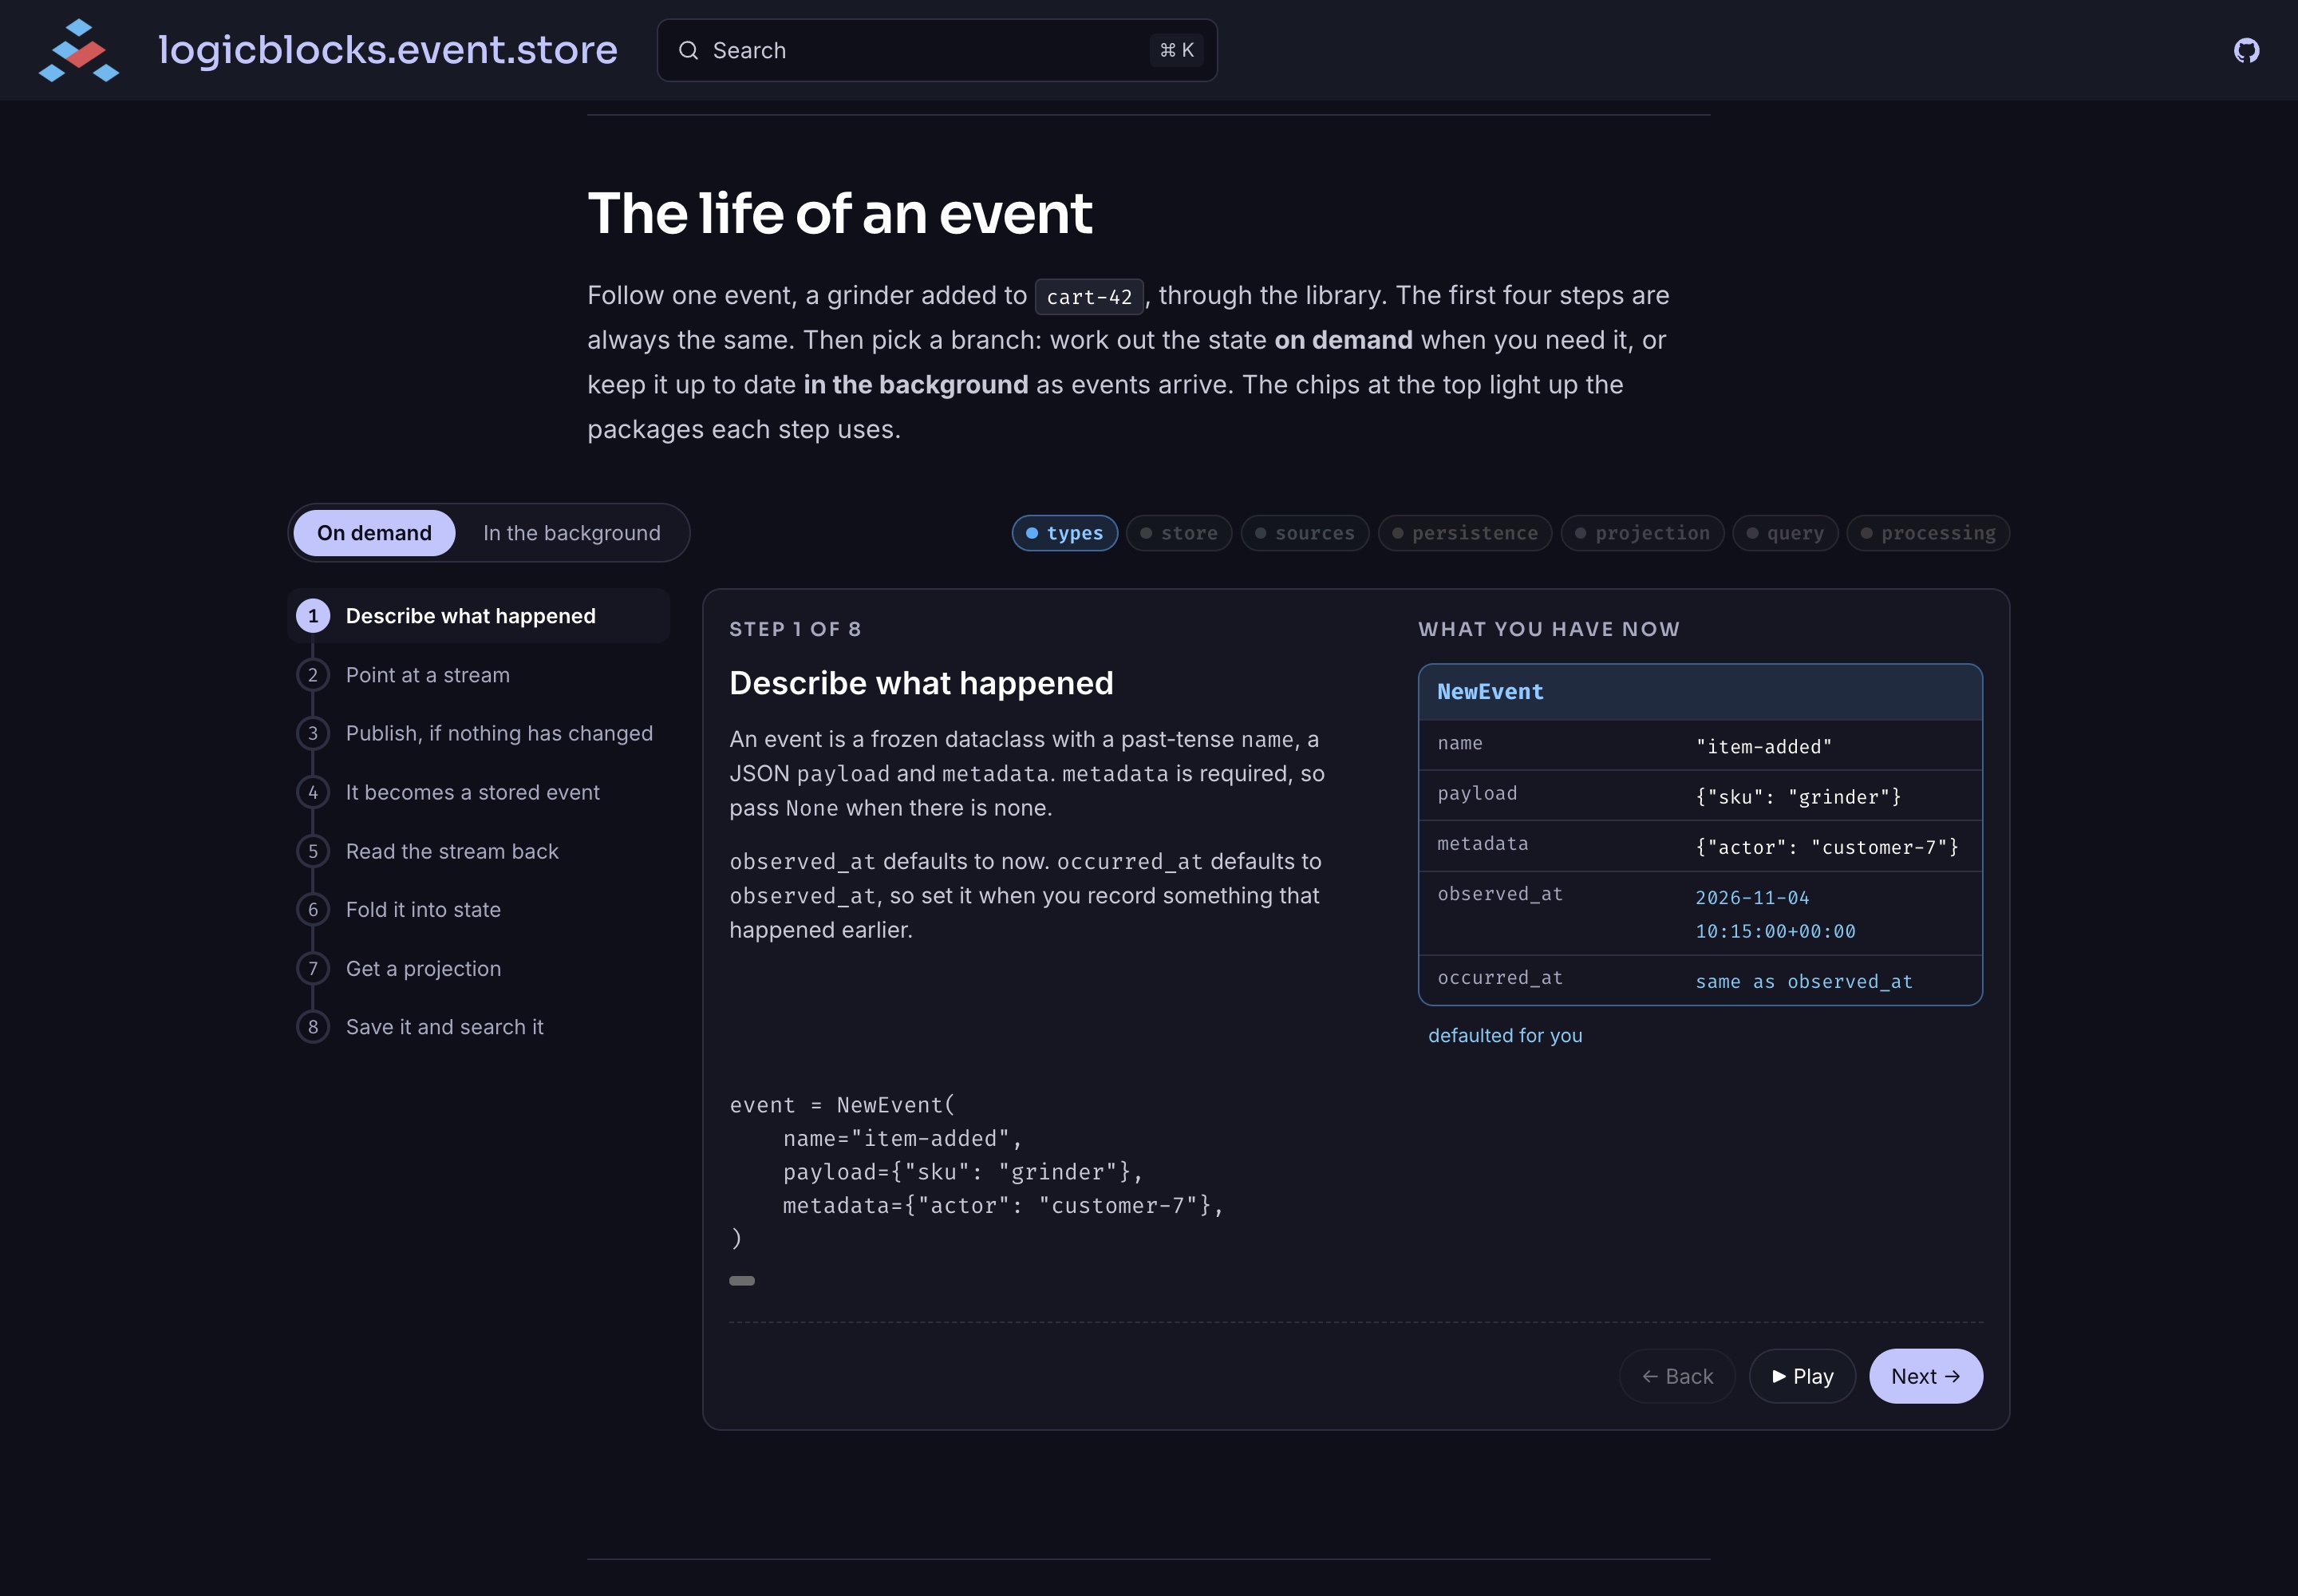 logicblocks.event.store
Search
⌘ K
The life of an event
Follow one event, a grinder added to cart-42, through the library. The first four steps are
always the same. Then pick a branch: work out the state on demand when you need it, or
keep it up to date in the background as events arrive. The chips at the top light up the
packages each step uses.
On demand
In the background
types
store
sources
persistence
projection
query
processing
1 Describe what happened
2 Point at a stream
3 Publish, if nothing has changed
4 It becomes a stored event
5 Read the stream back
6 Fold it into state
7 Get a projection
8 Save it and search it
STEP 1 OF 8
Describe what happened
An event is a frozen dataclass with a past-tense name, a
JSON payload and metadata. metadata is required, so
pass None when there is none.
observed_at defaults to now. occurred_at defaults to
observed_at, so set it when you record something that
happened earlier.
event = NewEvent(
    name="item-added",
    payload={"sku": "grinder"},
    metadata={"actor": "customer-7"},
)
WHAT YOU HAVE NOW
NewEvent
name "item-added"
payload {"sku": "grinder"}
metadata {"actor": "customer-7"}
observed_at 2026-11-04
10:15:00+00:00
occurred_at same as observed_at
defaulted for you
← Back
▶ Play
Next →